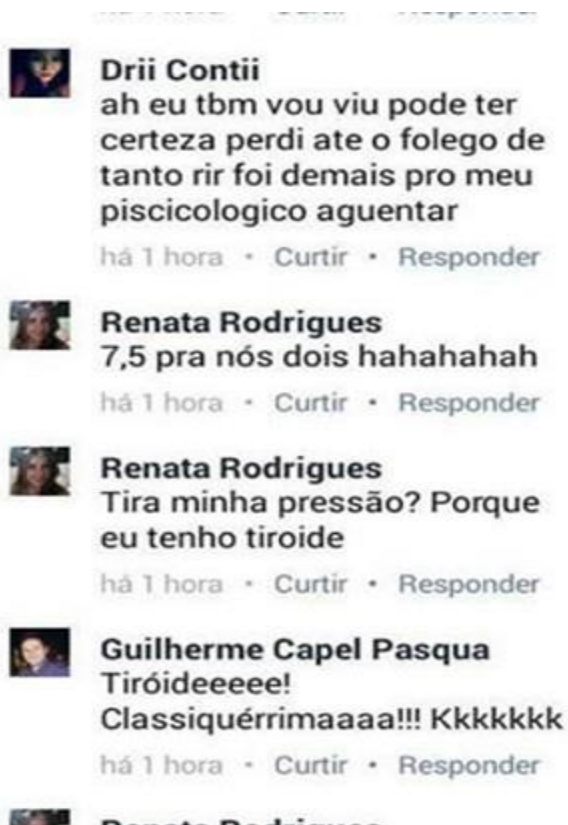 Drii Contii
ah eu tbm vou viu pode ter
certeza perdi ate o folego de
tanto rir foi demais pro meu
piscicologico aguentar
há 1 hora • Curtir • Responder
Renata Rodrigues
7,5 pra nós dois hahahahah
há 1 hora • Curtir • Responder
Renata Rodrigues
Tira minha pressão? Porque
eu tenho tiroide
há 1 hora • Curtir • Responder
Guilherme Capel Pasqua
Tiróideeeee!
Classiquérrimaaaa!!! Kkkkkkk
há 1 hora • Curtir • Responder